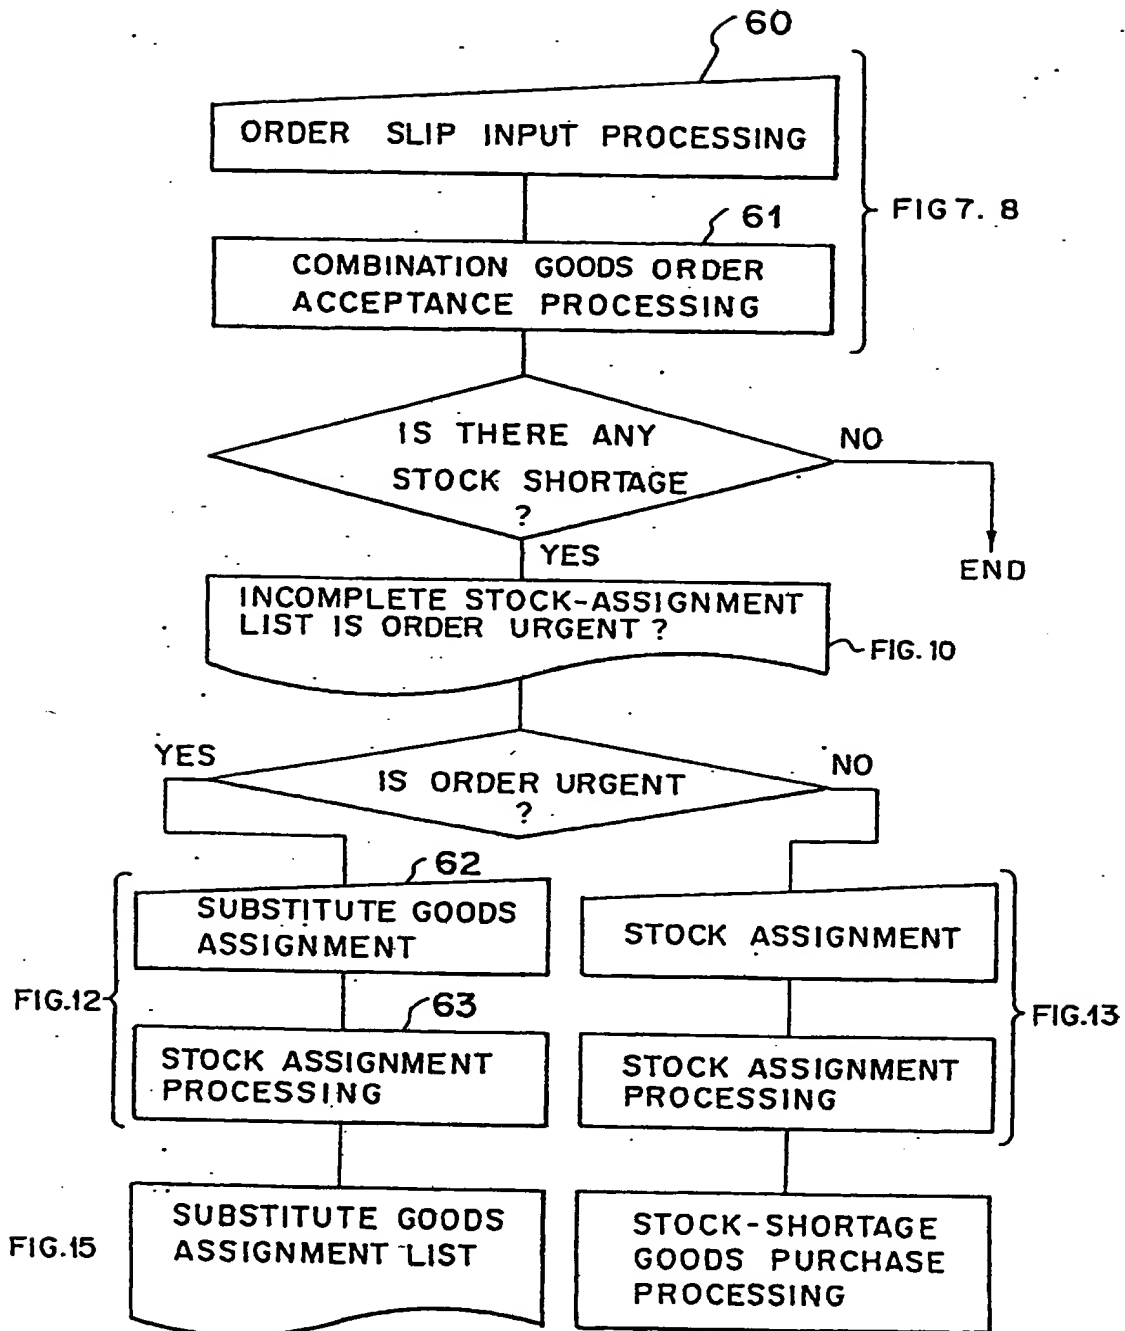 60
ORDER SLIP INPUT PROCESSING
FIG 7. 8
61
COMBINATION GOODS ORDER
ACCEPTANCE PROCESSING
IS THERE ANY
STOCK SHORTAGE
?
NO
YES
END
INCOMPLETE STOCK-ASSIGNMENT
LIST IS ORDER URGENT ?
FIG. 10
YES
IS ORDER URGENT
?
NO
62
SUBSTITUTE GOODS
ASSIGNMENT
STOCK ASSIGNMENT
FIG.12
63
FIG.13
STOCK ASSIGNMENT
PROCESSING
STOCK ASSIGNMENT
PROCESSING
FIG.15
SUBSTITUTE GOODS
ASSIGNMENT LIST
STOCK-SHORTAGE
GOODS PURCHASE
PROCESSING